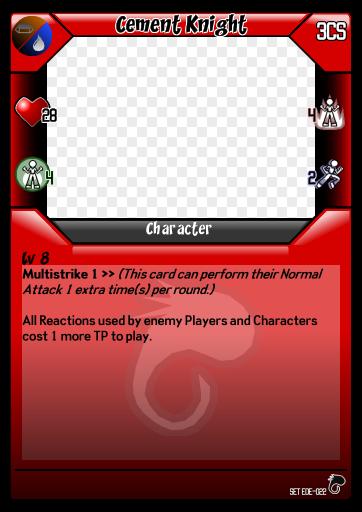 Cement Knight
3CS
28
4
4
2
Character
Lv 8
Multistrike 1 >> (This card can perform their Normal
Attack 1 extra time(s) per round.)
All Reactions used by enemy Players and Characters
cost 1 more TP to play.
SET EOE-022